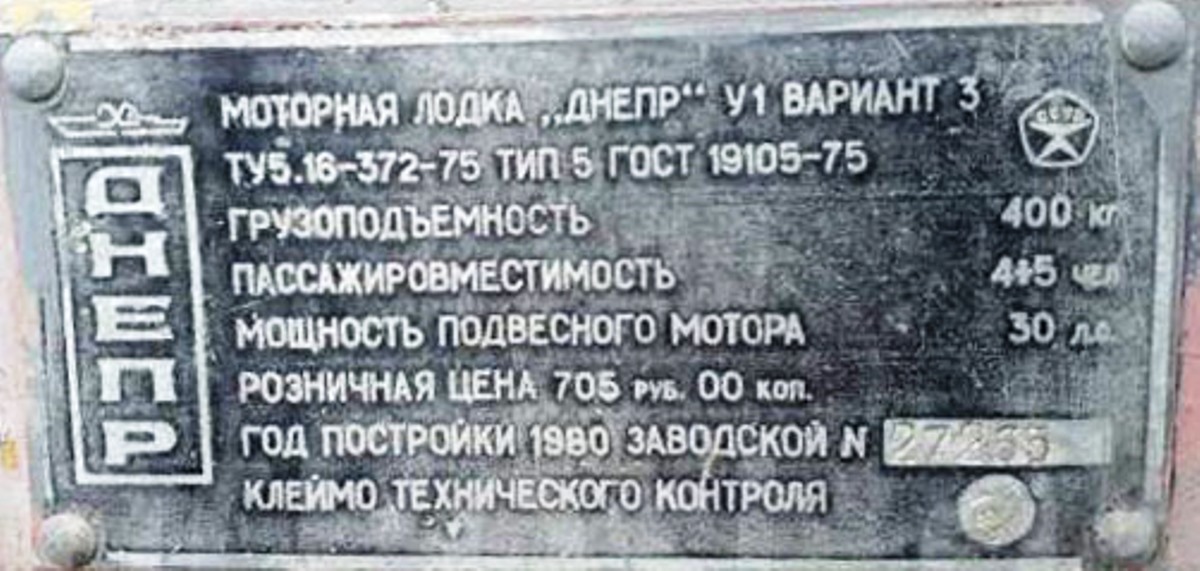 ДНЕПР
МОТОРНАЯ ЛОДКА „ДНЕПР“ У1 ВАРИАНТ 3
ТУ5.16-372-75 ТИП 5 ГОСТ 19105-75
ГРУЗОПОДЪЕМНОСТЬ 400 кг
ПАССАЖИРОВМЕСТИМОСТЬ 4+5 чел
МОЩНОСТЬ ПОДВЕСНОГО МОТОРА 30 л.с.
РОЗНИЧНАЯ ЦЕНА 705 РУБ. 00 КОП.
ГОД ПОСТРОЙКИ 1980 ЗАВОДСКОЙ N
КЛЕЙМО ТЕХНИЧЕСКОГО КОНТРОЛЯ